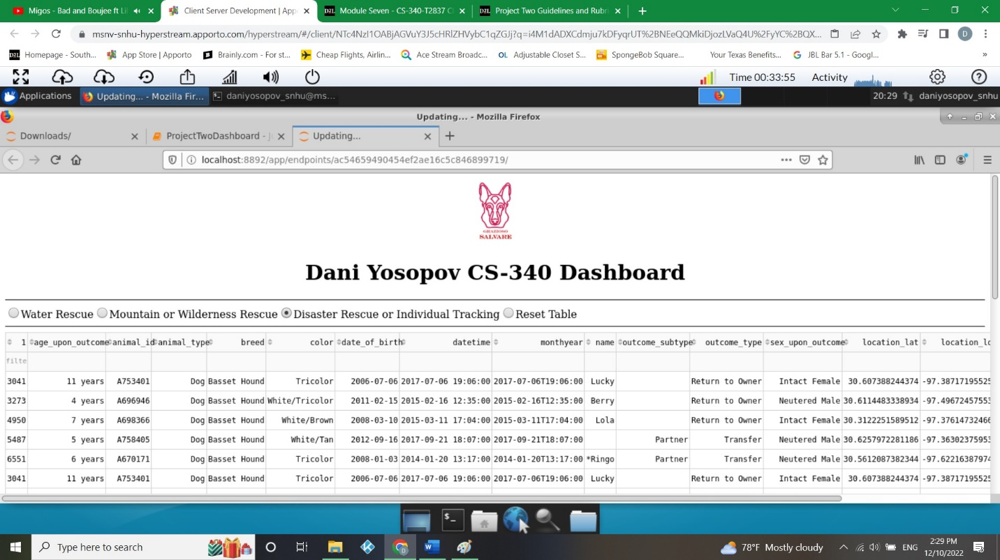 Migos - Bad and Boujee ft Li
Client Server Development | Appo
Module Seven - CS-340-T2837 C
Project Two Guidelines and Rubri
msnv-snhu-hyperstream.apporto.com/hyperstream/#/client/
Homepage - South...
App Store | Apporto
Brainly.com - For st...
Cheap Flights, Airlin...
Ace Stream Broadc...
OL Adjustable Closet S...
SpongeBob Square...
Your Texas Benefits...
JBL Bar 5.1 - Googl...
»
Time 00:33:55 Activity
Applications Updating... - Mozilla Fir... daniyosopov_snhu@ms... 20:29 daniyosopov_snhu
Updating... - Mozilla Firefox
Downloads/ ProjectTwoDashboard - J Updating...
localhost:8892/app/endpoints/ac54659490454ef2ae16c5c846899719/
GRAZIOSO
SALVARE
Dani Yosopov CS-340 Dashboard
Water Rescue Mountain or Wilderness Rescue Disaster Rescue or Individual Tracking Reset Table
1 age_upon_outcome animal_id animal_type breed color date_of_birth datetime monthyear name outcome_subtype outcome_type sex_upon_outcome location_lat location_lo
filte
3041 11 years A753401 Dog Basset Hound Tricolor 2006-07-06 2017-07-06 19:06:00 2017-07-06T19:06:00 Lucky Return to Owner Intact Female 30.607388244374 -97.38717195525
3273 4 years A696946 Dog Basset Hound White/Tricolor 2011-02-15 2015-02-16 12:35:00 2015-02-16T12:35:00 Berry Return to Owner Neutered Male 30.6114483338934 -97.49672457553
4950 7 years A698366 Dog Basset Hound White/Brown 2008-03-10 2015-03-11 17:04:00 2015-03-11T17:04:00 Lola Return to Owner Intact Female 30.3122251589512 -97.37614732466
5487 5 years A758405 Dog Basset Hound White/Tan 2012-09-16 2017-09-21 18:07:00 2017-09-21T18:07:00 Partner Transfer Neutered Male 30.6257972281186 -97.36302375953
6551 6 years A670171 Dog Basset Hound Tricolor 2008-01-03 2014-01-20 13:17:00 2014-01-20T13:17:00 *Ringo Partner Transfer Neutered Male 30.5612087382344 -97.62216387974
3041 11 years A753401 Dog Basset Hound Tricolor 2006-07-06 2017-07-06 19:06:00 2017-07-06T19:06:00 Lucky Return to Owner Intact Female 30.607388244374 -97.38717195525
Type here to search
78°F Mostly cloudy
ENG
2:29 PM
12/10/2022